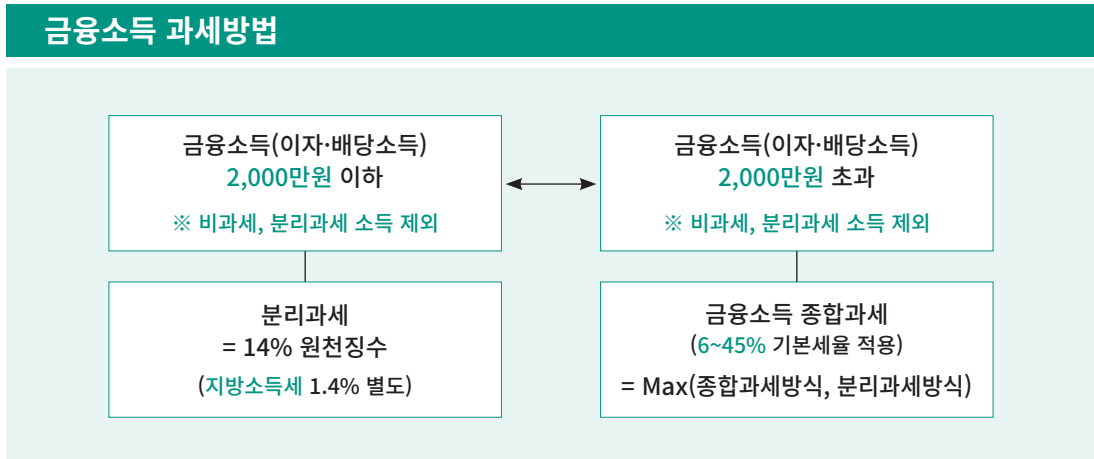 금융소득 과세방법
금융소득(이자·배당소득)
2,000만원 이하
※ 비과세, 분리과세 소득 제외
금융소득(이자·배당소득)
2,000만원 초과
※ 비과세, 분리과세 소득 제외
분리과세
= 14% 원천징수
(지방소득세 1.4% 별도)
금융소득 종합과세
(6~45% 기본세율 적용)
= Max(종합과세방식, 분리과세방식)